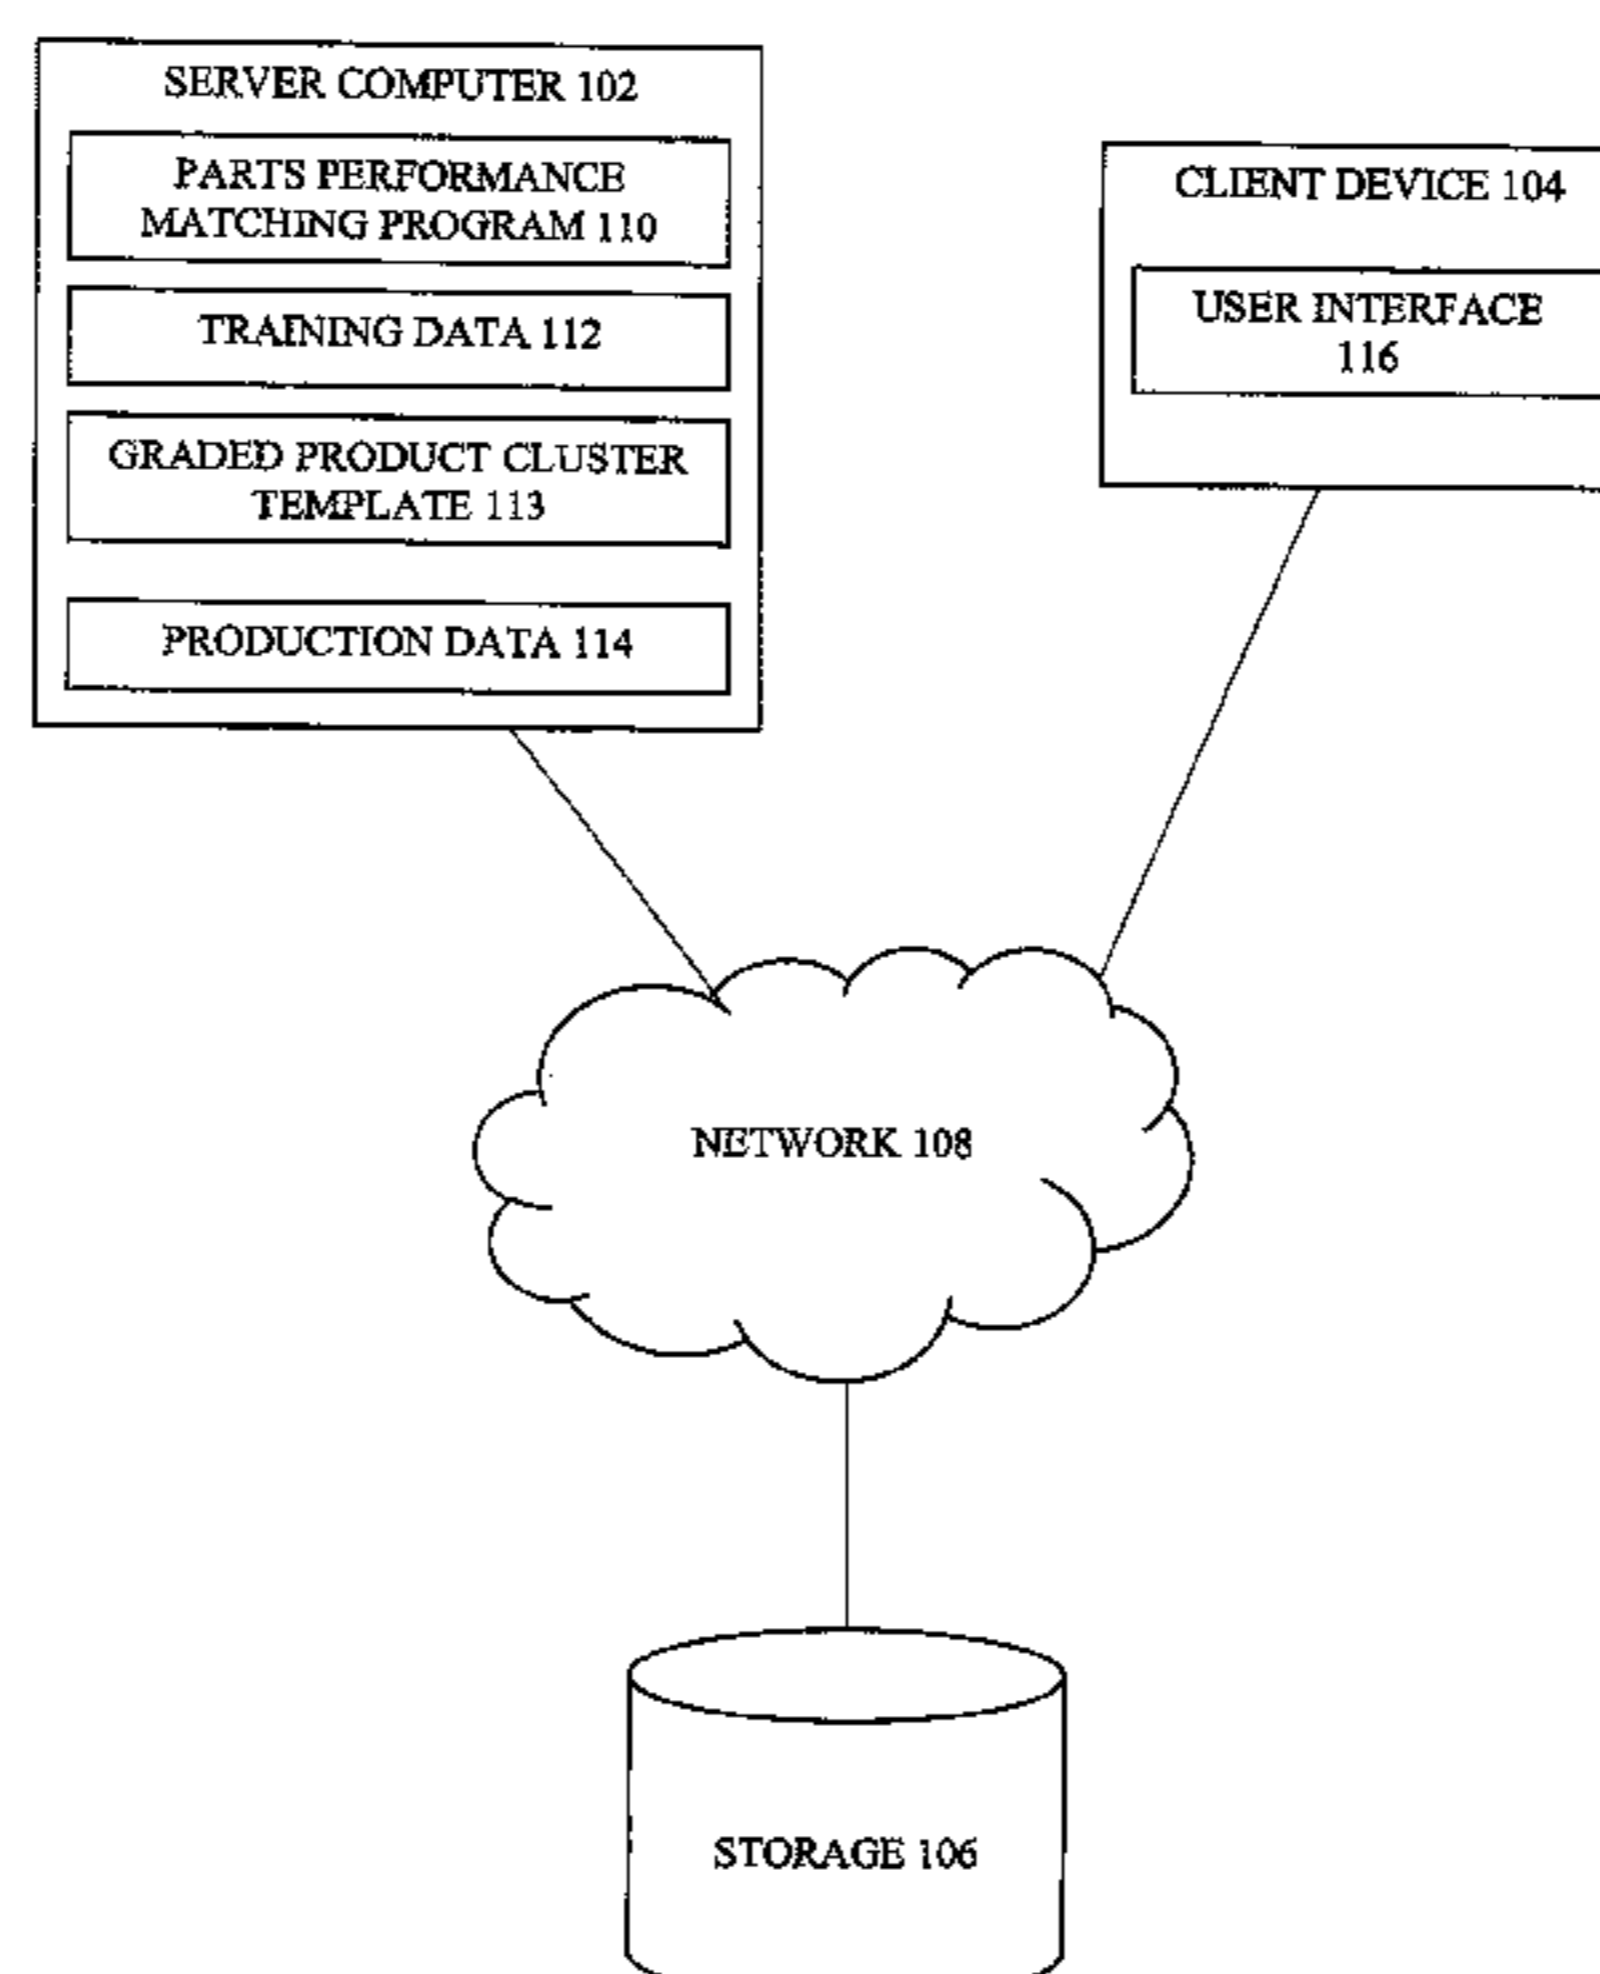 SERVER COMPUTER 102
PARTS PERFORMANCE
MATCHING PROGRAM 110
TRAINING DATA 112
GRADED PRODUCT CLUSTER
TEMPLATE 113
PRODUCTION DATA 114
CLIENT DEVICE 104
USER INTERFACE
116
NETWORK 108
STORAGE 106